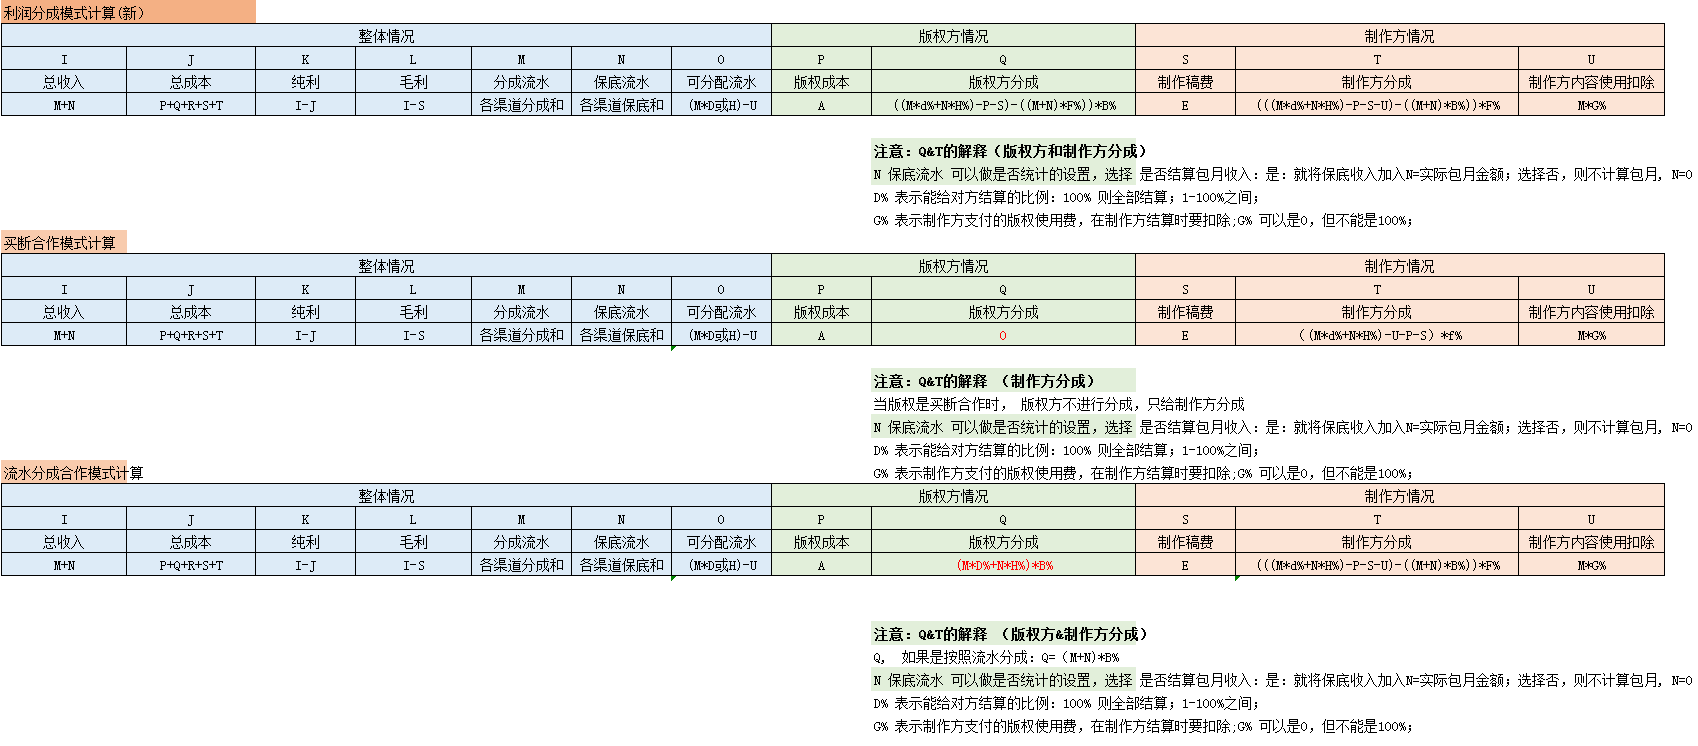 利润分成模式计算(新）
整体情况 版权方情况 制作方情况
I J K L M N O P Q S T U
总收入 总成本 纯利 毛利 分成流水 保底流水 可分配流水 版权成本 版权方分成 制作稿费 制作方分成 制作方内容使用扣除
M+N P+Q+R+S+T I-J I-S 各渠道分成和 各渠道保底和 (M*D或H)-U A ((M*d%+N*H%)-P-S)-((M+N)*F%))*B% E (((M*d%+N*H%)-P-S-U)-((M+N)*B%))*F% M*G%
注意：Q&T的解释（版权方和制作方分成）
N 保底流水 可以做是否统计的设置，选择 是否结算包月收入：是：就将保底收入加入N=实际包月金额；选择否，则不计算包月, N=0
D% 表示能给对方结算的比例：100% 则全部结算；1-100%之间；
G% 表示制作方支付的版权使用费，在制作方结算时要扣除;G% 可以是0，但不能是100%；
买断合作模式计算
整体情况 版权方情况 制作方情况
I J K L M N O P Q S T U
总收入 总成本 纯利 毛利 分成流水 保底流水 可分配流水 版权成本 版权方分成 制作稿费 制作方分成 制作方内容使用扣除
M+N P+Q+R+S+T I-J I-S 各渠道分成和 各渠道保底和 (M*D或H)-U A 0 E （(M*d%+N*H%)-U-P-S）*f% M*G%
注意：Q&T的解释 （制作方分成）
当版权是买断合作时， 版权方不进行分成，只给制作方分成
N 保底流水 可以做是否统计的设置，选择 是否结算包月收入：是：就将保底收入加入N=实际包月金额；选择否，则不计算包月, N=0
D% 表示能给对方结算的比例：100% 则全部结算；1-100%之间；
G% 表示制作方支付的版权使用费，在制作方结算时要扣除;G% 可以是0，但不能是100%；
流水分成合作模式计算
整体情况 版权方情况 制作方情况
I J K L M N O P Q S T U
总收入 总成本 纯利 毛利 分成流水 保底流水 可分配流水 版权成本 版权方分成 制作稿费 制作方分成 制作方内容使用扣除
M+N P+Q+R+S+T I-J I-S 各渠道分成和 各渠道保底和 (M*D或H)-U A (M*D%+N*H%)*B% E (((M*d%+N*H%)-P-S-U)-((M+N)*B%))*F% M*G%
注意：Q&T的解释 （版权方&制作方分成）
Q, 如果是按照流水分成：Q=（M+N)*B%
N 保底流水 可以做是否统计的设置，选择 是否结算包月收入：是：就将保底收入加入N=实际包月金额；选择否，则不计算包月, N=0
D% 表示能给对方结算的比例：100% 则全部结算；1-100%之间；
G% 表示制作方支付的版权使用费，在制作方结算时要扣除;G% 可以是0，但不能是100%；